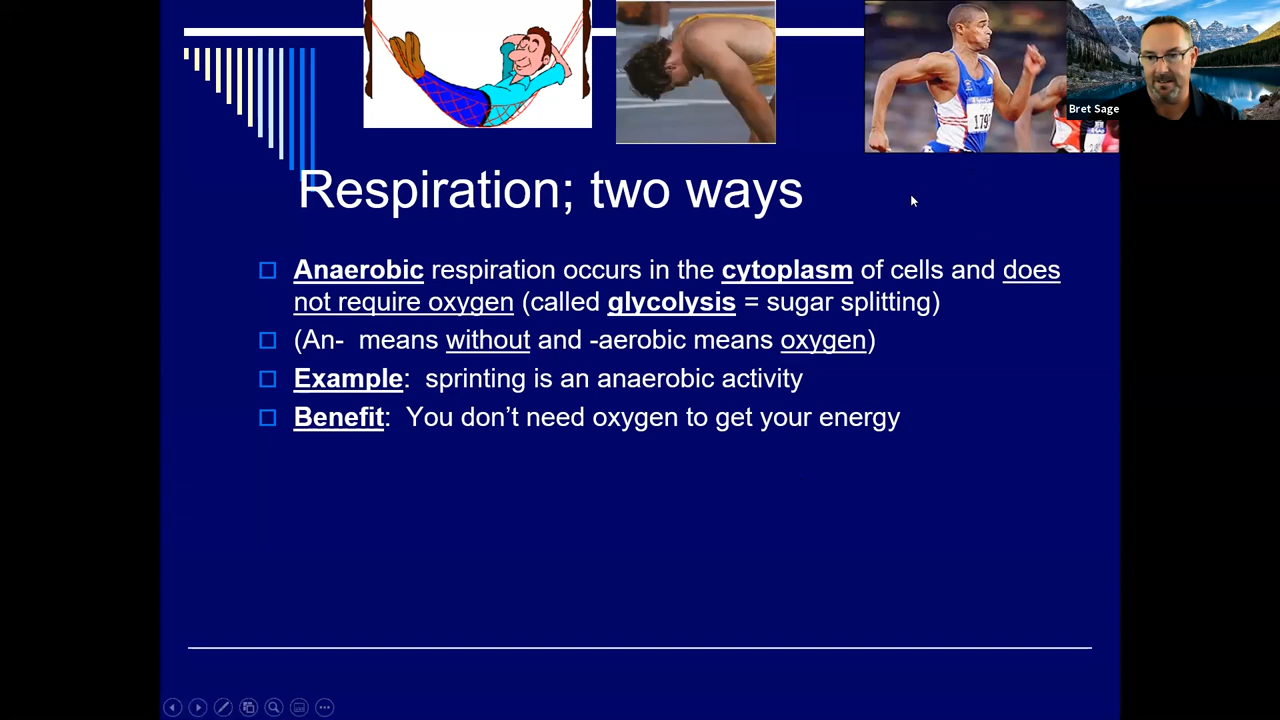 Bret Sage
179
Respiration; two ways
Anaerobic respiration occurs in the cytoplasm of cells and does
not require oxygen (called glycolysis = sugar splitting)
(An-  means without and -aerobic means oxygen)
Example:  sprinting is an anaerobic activity
Benefit:  You don’t need oxygen to get your energy